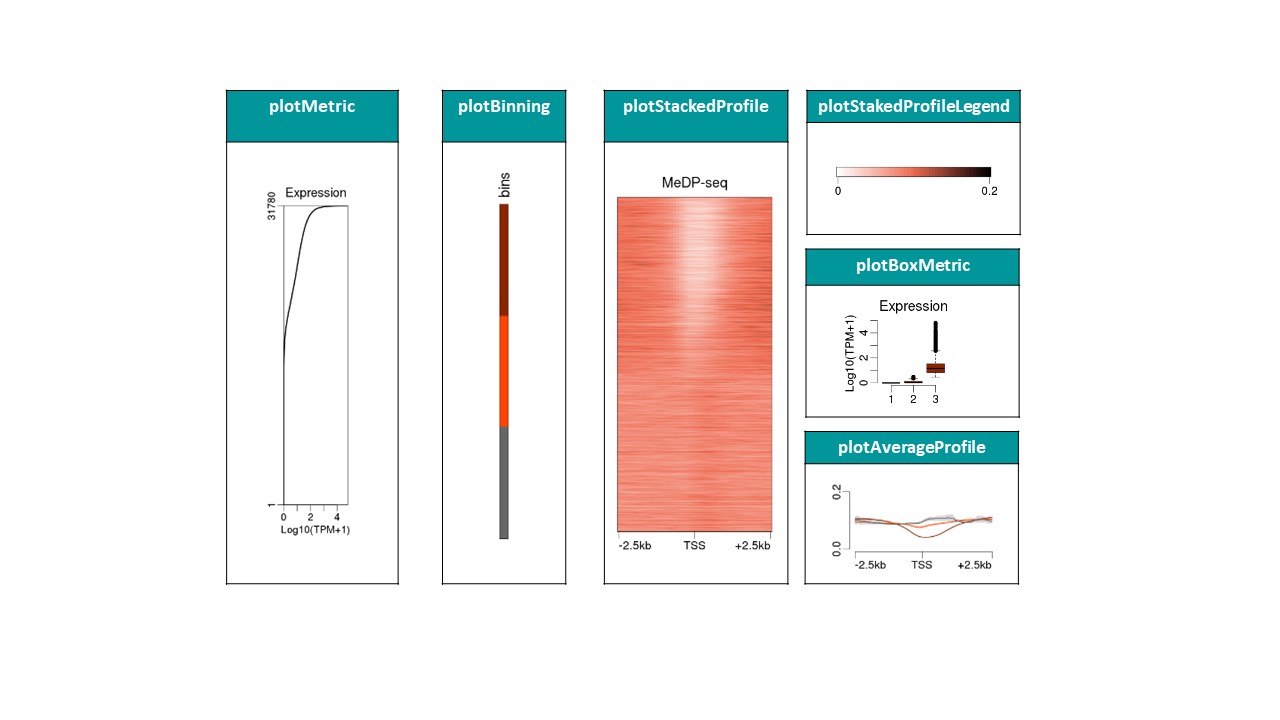 plotMetric
Expression
31780
1
0 2 4
Log10(TPM+1)
plotBinning
bins
plotStackedProfile
MeDP-seq
-2.5kb TSS +2.5kb
plotStakedProfileLegend
0 0.2
plotBoxMetric
Expression
Log10(TPM+1)
4
2
0
1 2 3
plotAverageProfile
0.2
0.0
-2.5kb TSS +2.5kb